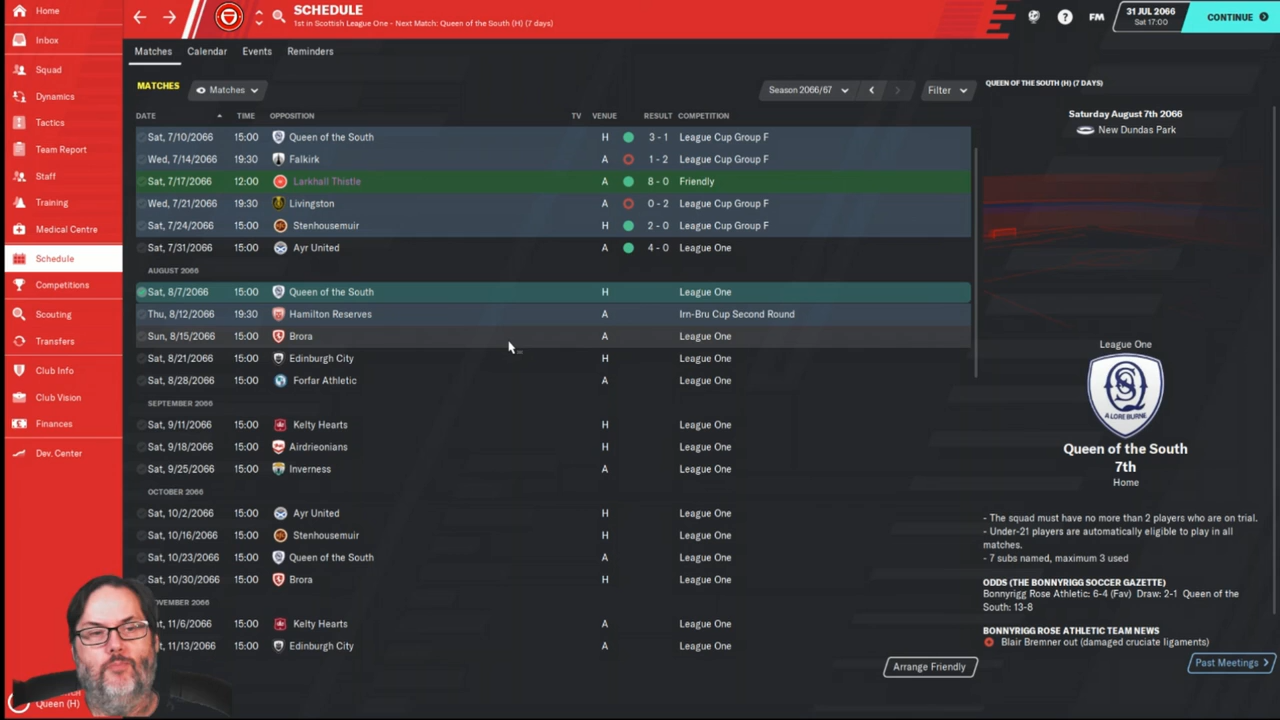 Home
Inbox
Squad
Dynamics
Tactics
Team Report
Staff
Training
Medical Centre
Schedule
Competitions
Scouting
Transfers
Club Info
Club Vision
Finances
Dev. Center
Queen (H)
SCHEDULE
1st in Scottish League One - Next Match: Queen of the South (H) (7 days)
FM
31 JUL 2066
Sat 17:00
CONTINUE
Matches Calendar Events Reminders
MATCHES Matches Season 2066/67 Filter
DATE TIME OPPOSITION TV VENUE RESULT COMPETITION
Sat, 7/10/2066 15:00 Queen of the South H 3 - 1 League Cup Group F
Wed, 7/14/2066 19:30 Falkirk A 1 - 2 League Cup Group F
Sat, 7/17/2066 12:00 Larkhall Thistle A 8 - 0 Friendly
Wed, 7/21/2066 19:30 Livingston A 0 - 2 League Cup Group F
Sat, 7/24/2066 15:00 Stenhousemuir H 2 - 0 League Cup Group F
Sat, 7/31/2066 15:00 Ayr United A 4 - 0 League One
AUGUST 2066
Sat, 8/7/2066 15:00 Queen of the South H League One
Thu, 8/12/2066 19:30 Hamilton Reserves A Irn-Bru Cup Second Round
Sun, 8/15/2066 15:00 Brora A League One
Sat, 8/21/2066 15:00 Edinburgh City H League One
Sat, 8/28/2066 15:00 Forfar Athletic A League One
SEPTEMBER 2066
Sat, 9/11/2066 15:00 Kelty Hearts H League One
Sat, 9/18/2066 15:00 Airdrieonians H League One
Sat, 9/25/2066 15:00 Inverness A League One
OCTOBER 2066
Sat, 10/2/2066 15:00 Ayr United H League One
Sat, 10/16/2066 15:00 Stenhousemuir A League One
Sat, 10/23/2066 15:00 Queen of the South A League One
Sat, 10/30/2066 15:00 Brora H League One
OVEMBER 2066
t, 11/6/2066 15:00 Kelty Hearts A League One
t, 11/13/2066 15:00 Edinburgh City A League One
Arrange Friendly
QUEEN OF THE SOUTH (H) (7 DAYS)
Saturday August 7th 2066
New Dundas Park
League One
A LORE BURNE
Queen of the South
7th
Home
- The squad must have no more than 2 players who are on trial.
- Under-21 players are automatically eligible to play in all
matches.
- 7 subs named, maximum 3 used
ODDS (THE BONNYRIGG SOCCER GAZETTE)
Bonnyrigg Rose Athletic: 6-4 (Fav) Draw: 2-1 Queen of the
South: 13-8
BONNYRIGG ROSE ATHLETIC TEAM NEWS
Blair Bremner out (damaged cruciate ligaments)
Past Meetings